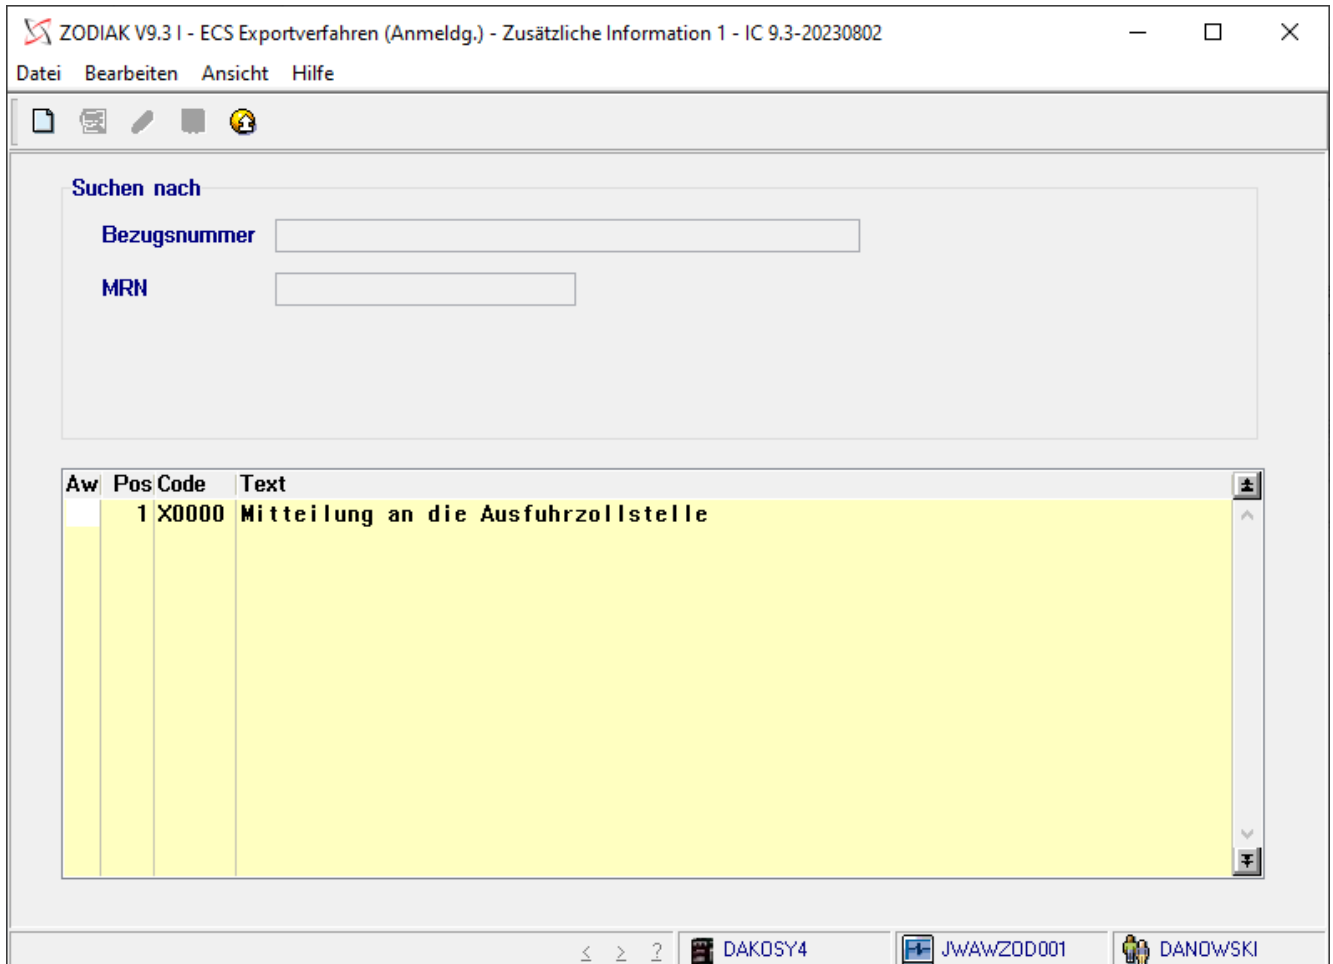 ZODIAK V9.3 I - ECS Exportverfahren (Anmeldg.) - Zusätzliche Information 1 - IC 9.3-20230802
Datei Bearbeiten Ansicht Hilfe
Suchen nach
Bezugsnummer
MRN
Aw Pos Code Text
1 X0000 Mitteilung an die Ausfuhrzollstelle
< > ? DAKOSY4 JWAWZOD001 DANOWSKI